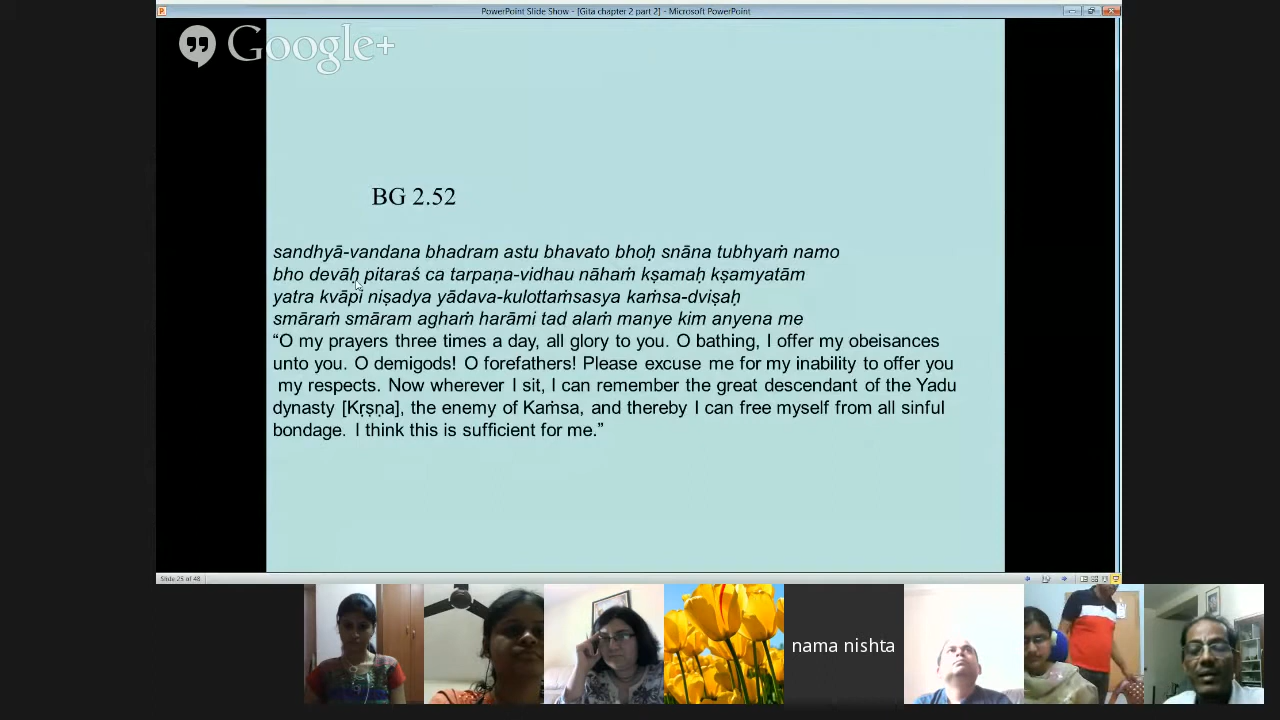 PowerPoint Slide Show - [Gita chapter 2 part 2] - Microsoft PowerPoint
Google+
BG 2.52
sandhyā-vandana bhadram astu bhavato bhoḥ snāna tubhyaṁ namo
bho devāḥ pitaraś ca tarpaṇa-vidhau nāhaṁ kṣamaḥ kṣamyatām
yatra kvāpi niṣadya yādava-kulottaṁsasya kaṁsa-dviṣaḥ
smāraṁ smāram aghaṁ harāmi tad alaṁ manye kim anyena me
“O my prayers three times a day, all glory to you. O bathing, I offer my obeisances
unto you. O demigods! O forefathers! Please excuse me for my inability to offer you
my respects. Now wherever I sit, I can remember the great descendant of the Yadu
dynasty [Kṛṣṇa], the enemy of Kaṁsa, and thereby I can free myself from all sinful
bondage. I think this is sufficient for me.”
Slide 25 of 48
nama nishta